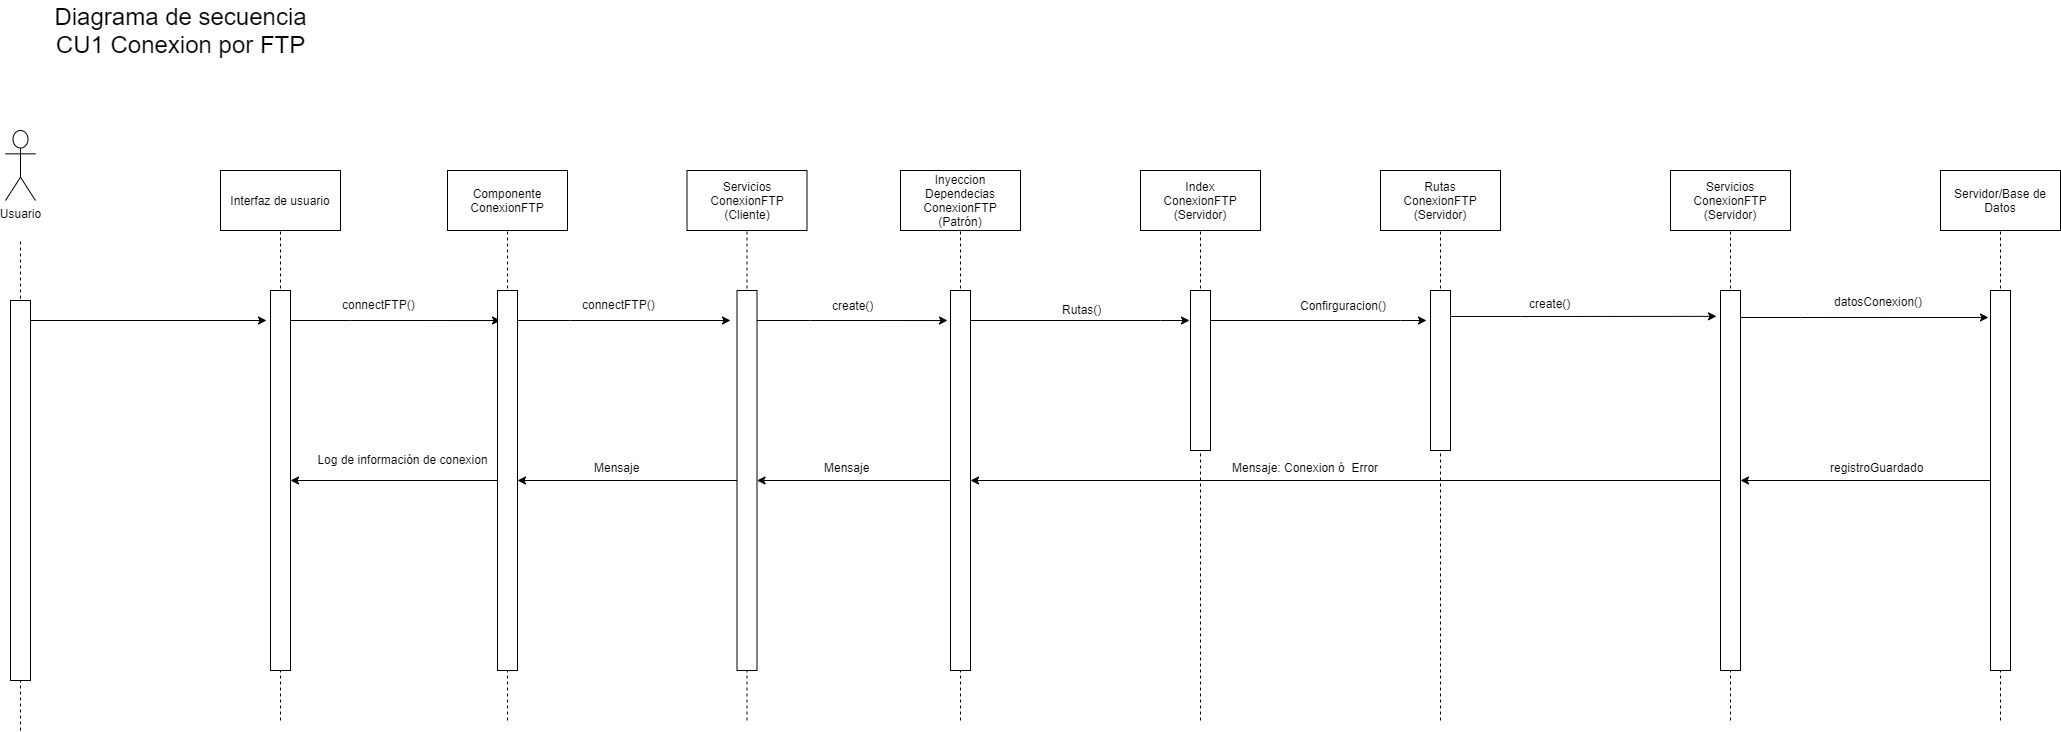 Diagrama de secuencia
CU1 Conexion por FTP
Usuario
Interfaz de usuario
Componente
ConexionFTP
Servicios
ConexionFTP
(Cliente)
Inyeccion
Dependecias
ConexionFTP
(Patrón)
Index
ConexionFTP
(Servidor)
Rutas
ConexionFTP
(Servidor)
Servicios
ConexionFTP
(Servidor)
Servidor/Base de
Datos
connectFTP()
connectFTP()
create()
Rutas()
Confirguracion()
create()
datosConexion()
Log de información de conexion
Mensaje
Mensaje
Mensaje: Conexion ó  Error
registroGuardado